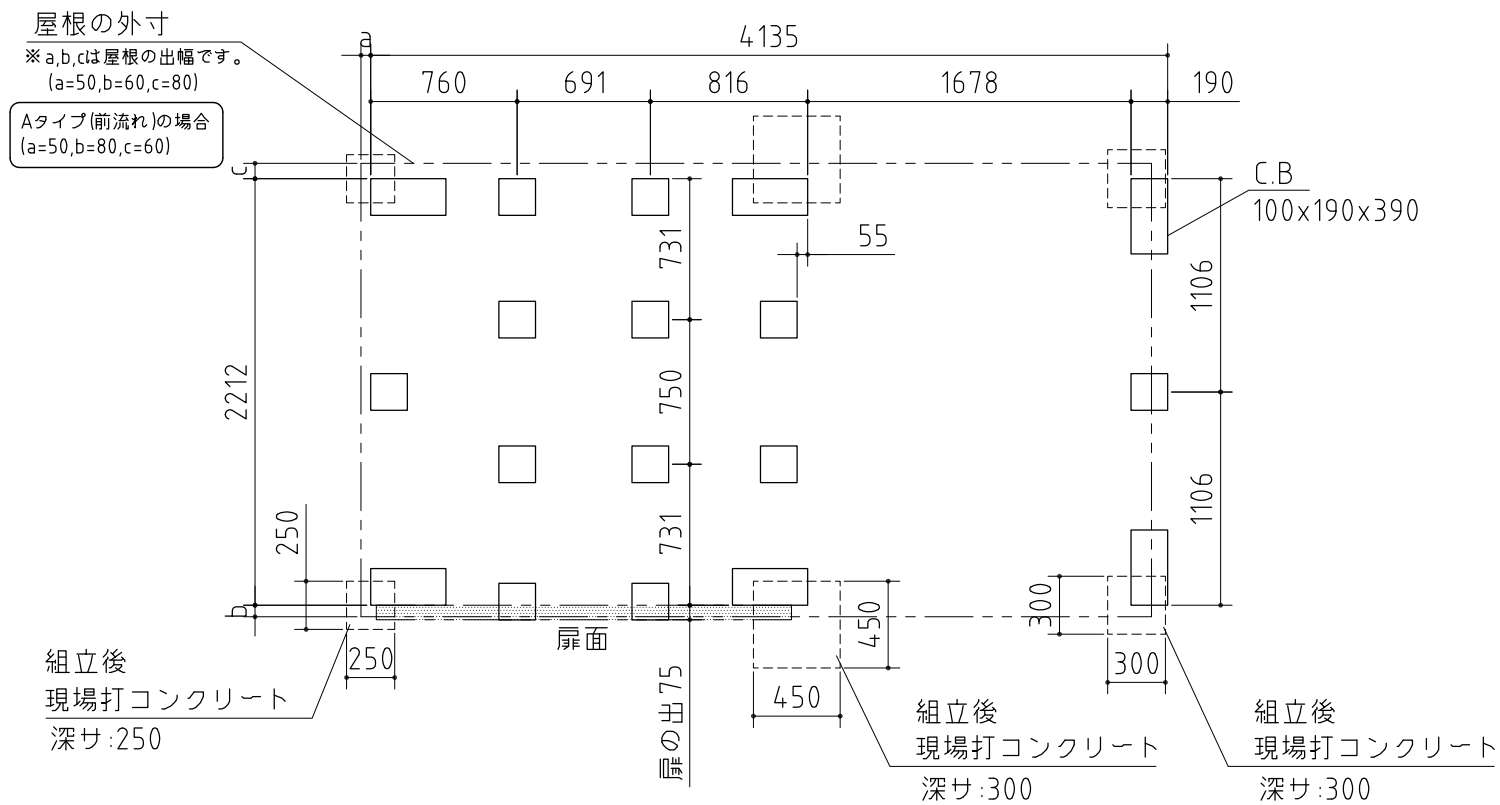 屋根の外寸
※a,b,cは屋根の出幅です。
(a=50,b=60,c=80)
Aタイプ(前流れ)の場合
(a=50,b=80,c=60)
a
4135
760
691
816
1678
190
c
C.B
100x190x390
731
55
1106
2212
750
1106
731
250
b
扉面
250
450
300
300
450
扉の出 75
組立後
現場打コンクリート
深サ:250
組立後
現場打コンクリート
深サ:300
組立後
現場打コンクリート
深サ:300